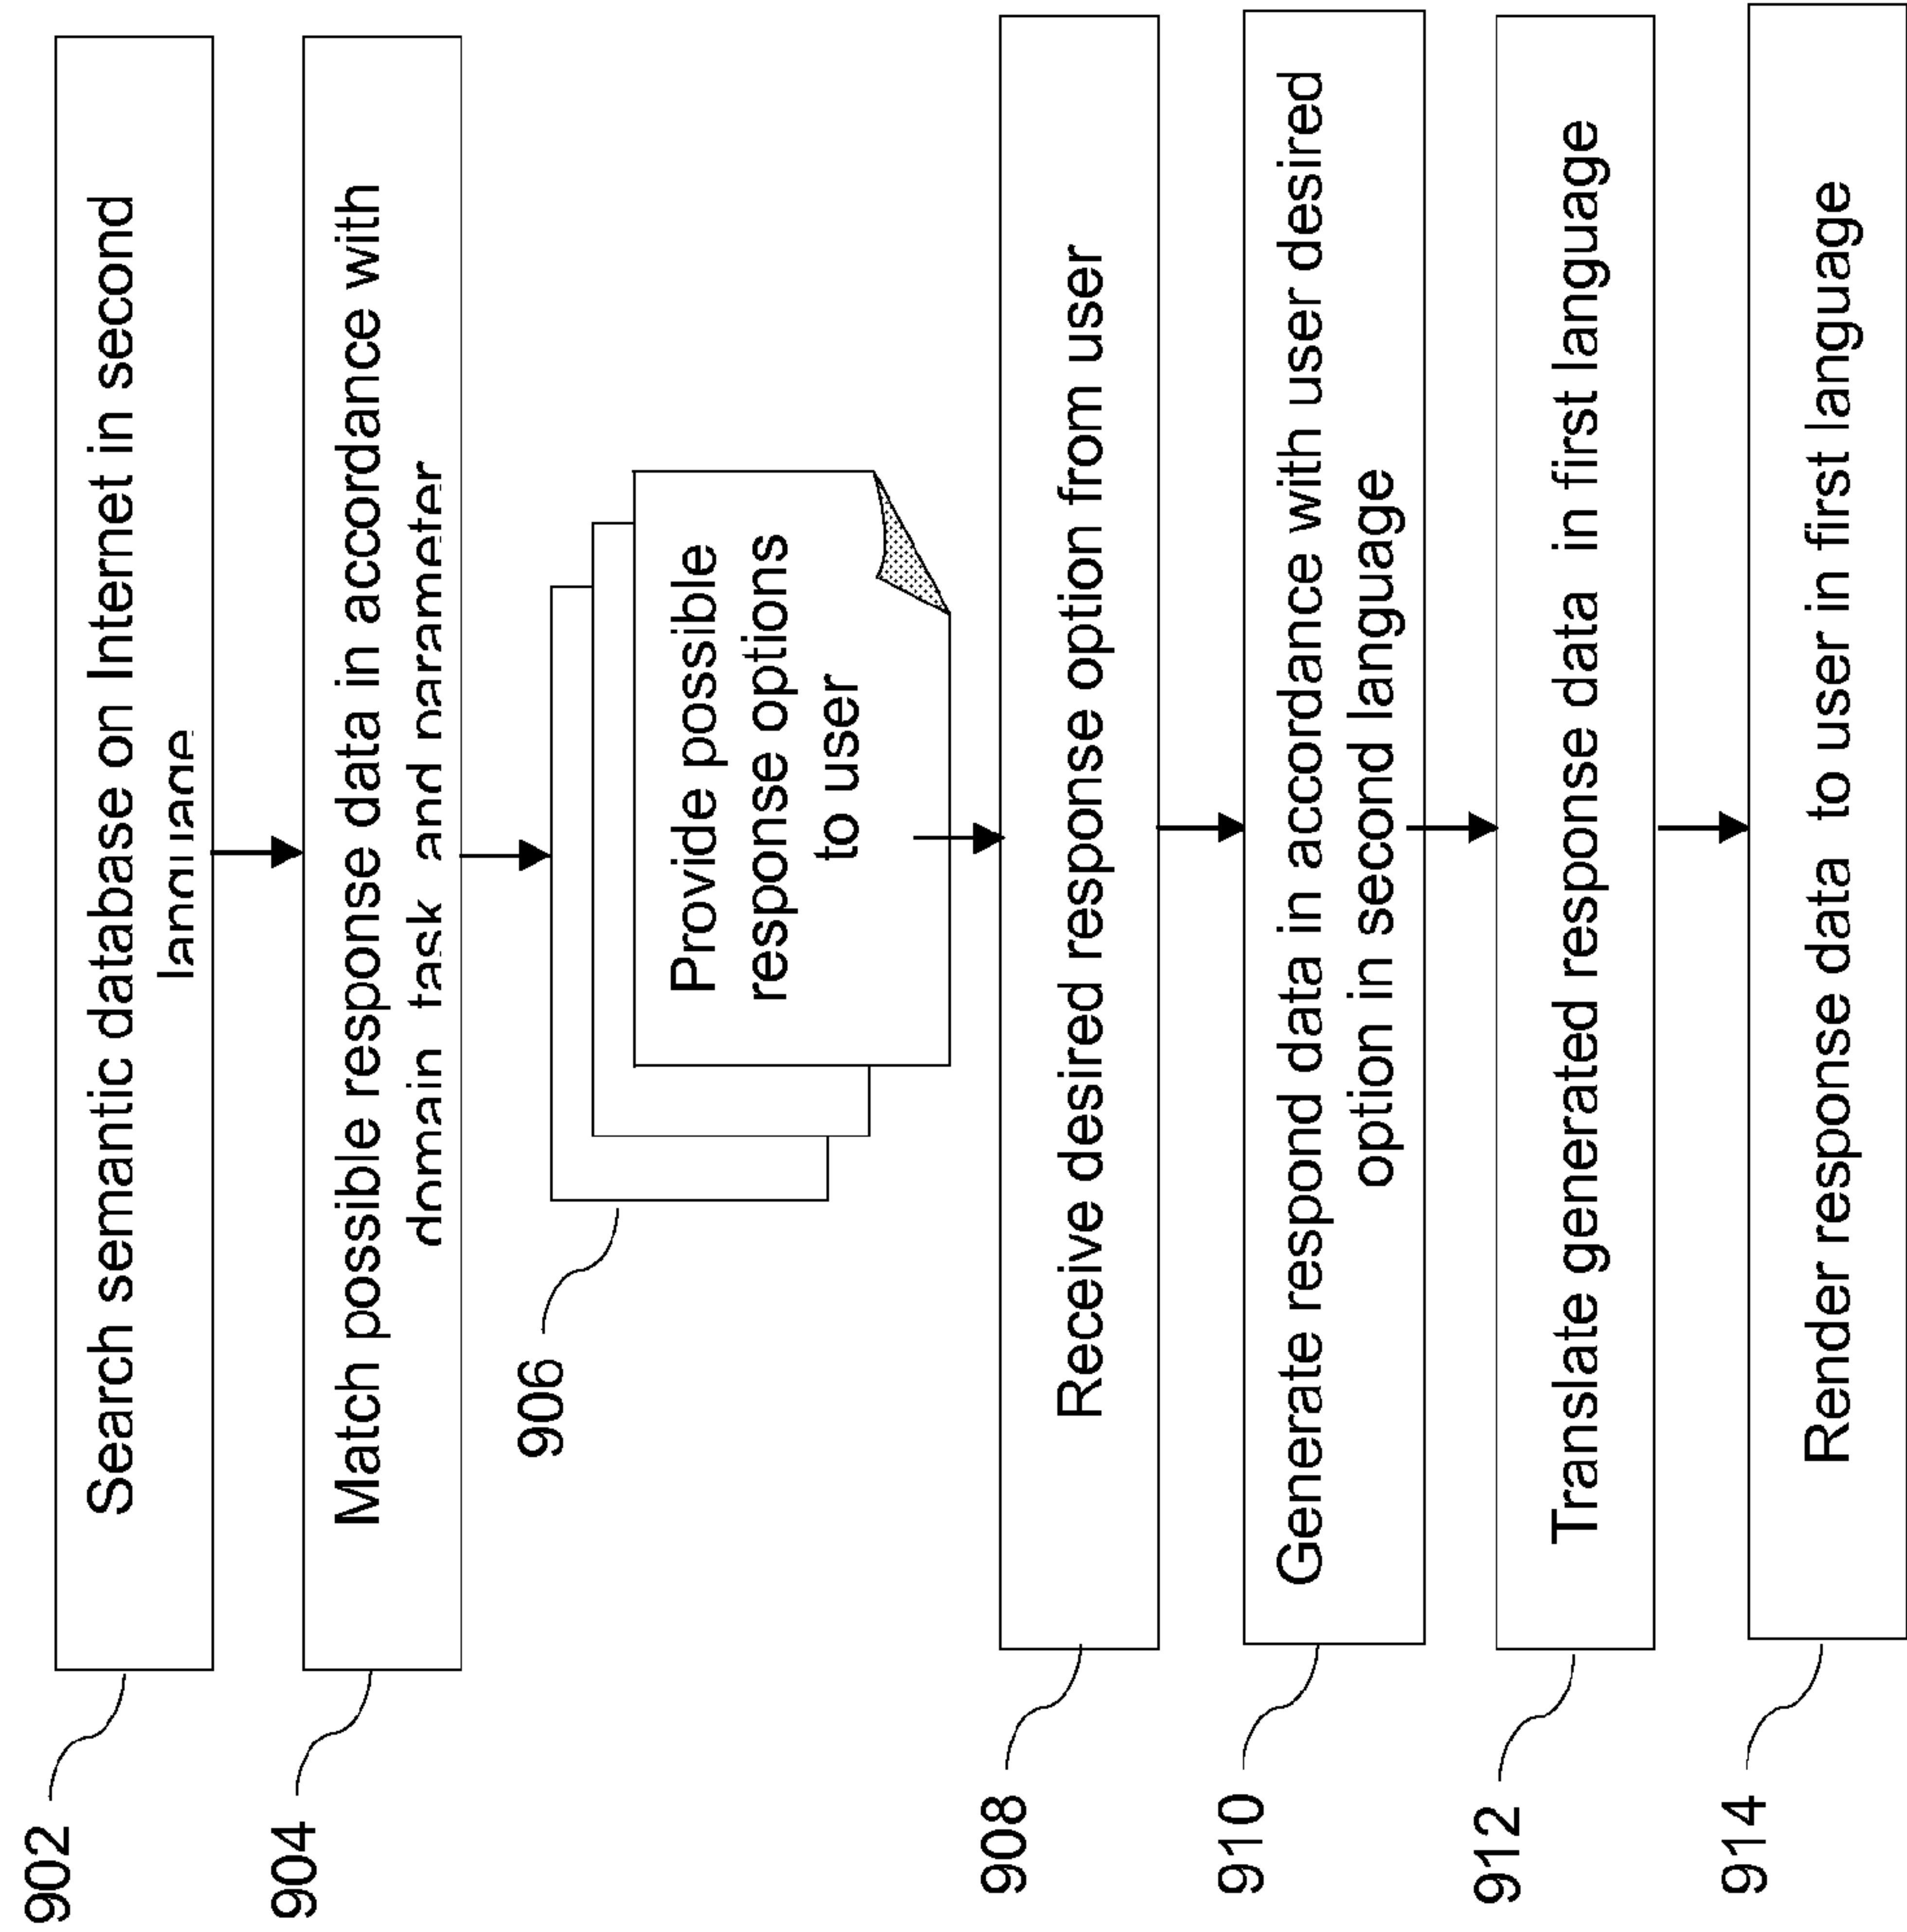 902
Search semantic database on Internet in second
language
904
Match possible response data in accordance with
domain task and parameter
906
Provide possible
response options
to user
908
Receive desired response option from user
910
Generate respond data in accordance with user desired
option in second language
912
Translate generated response data in first language
914
Render response data to user in first language